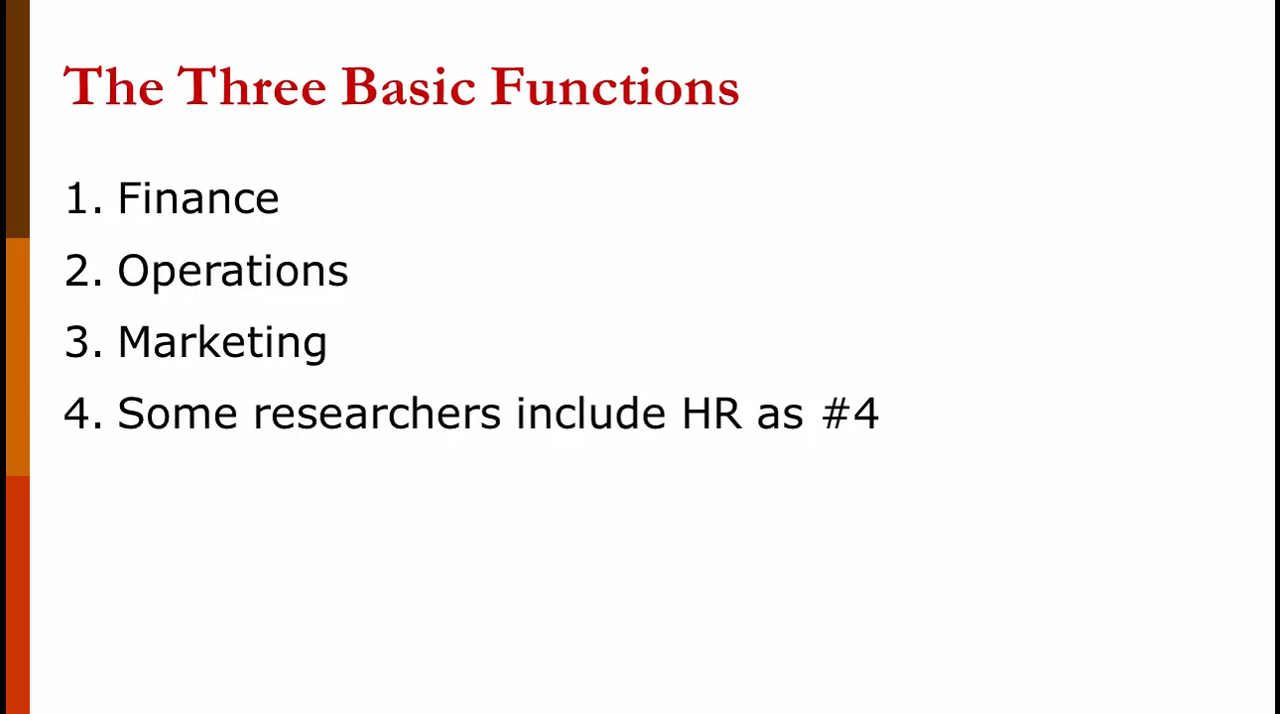 The Three Basic Functions
1. Finance
2. Operations
3. Marketing
4. Some researchers include HR as #4